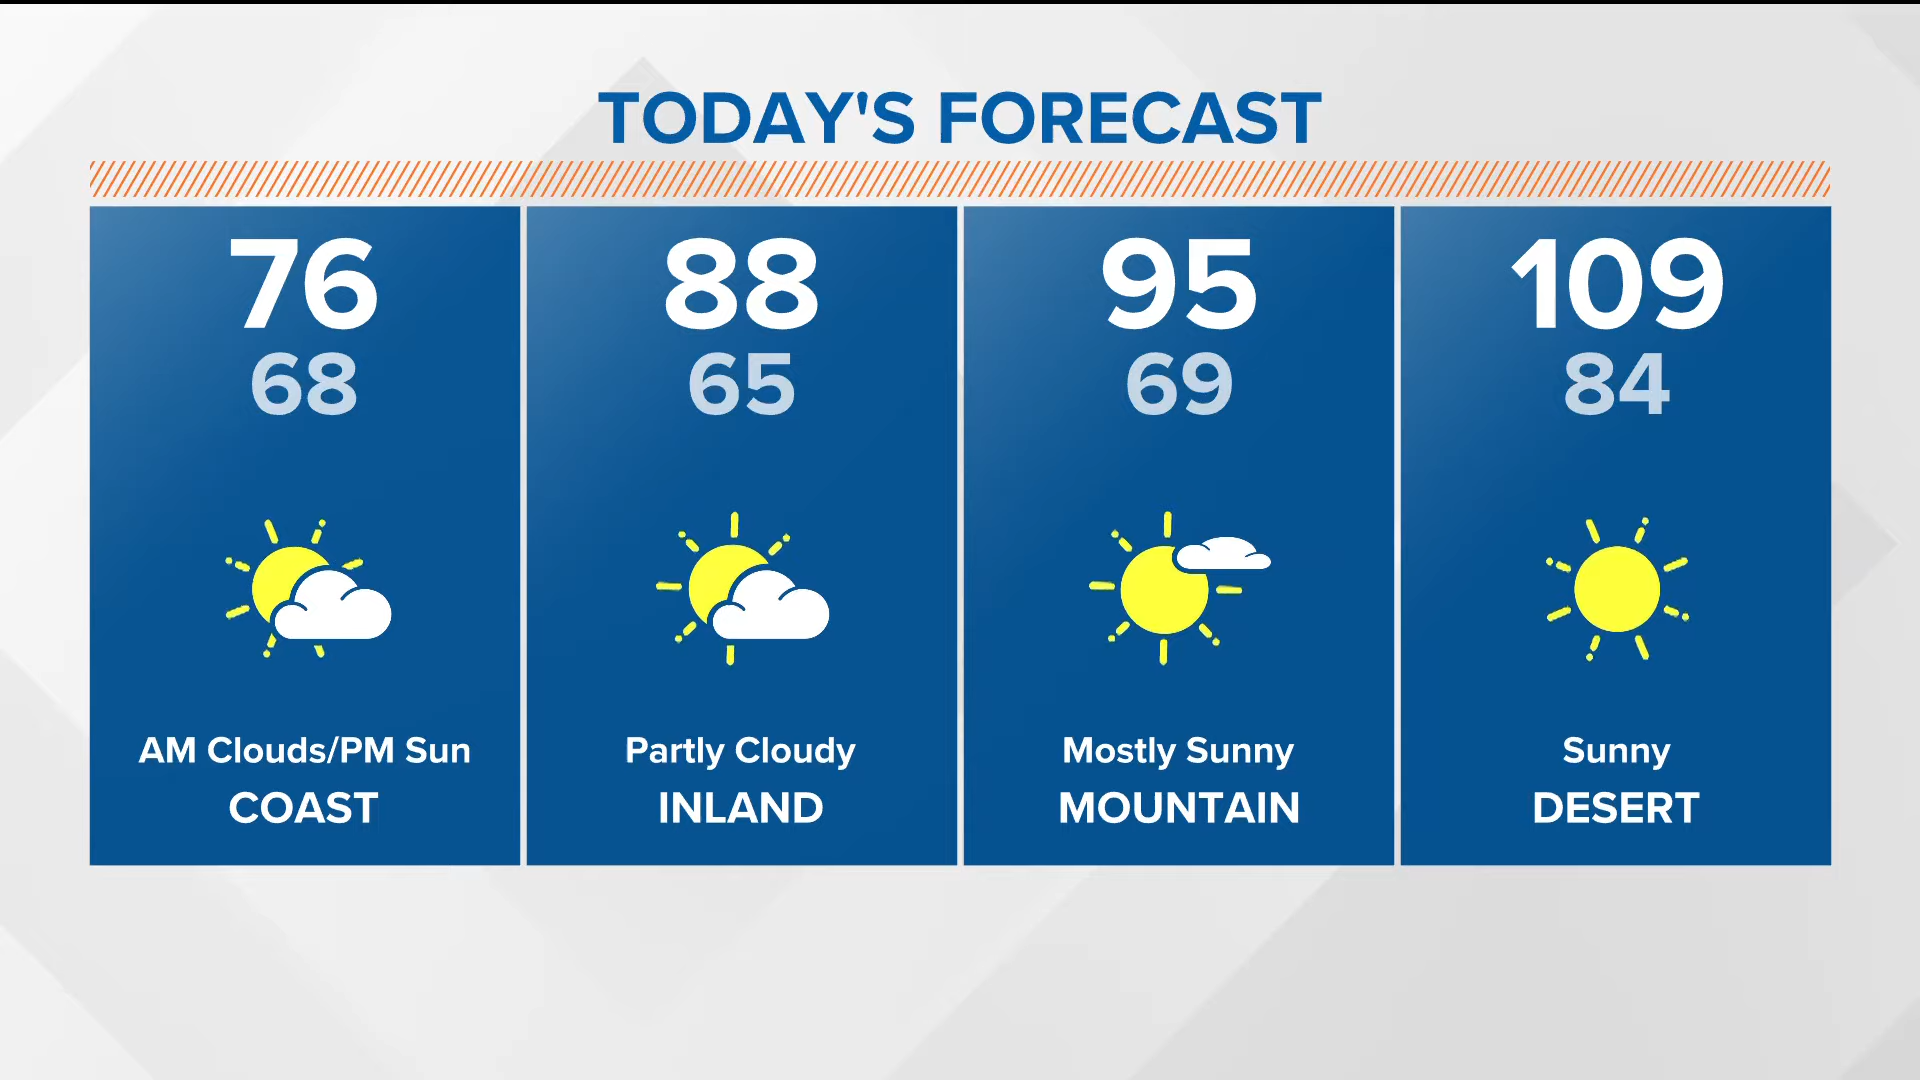 TODAY'S FORECAST
76
68
AM Clouds/PM Sun
COAST
88
65
Partly Cloudy
INLAND
95
69
Mostly Sunny
MOUNTAIN
109
84
Sunny
DESERT